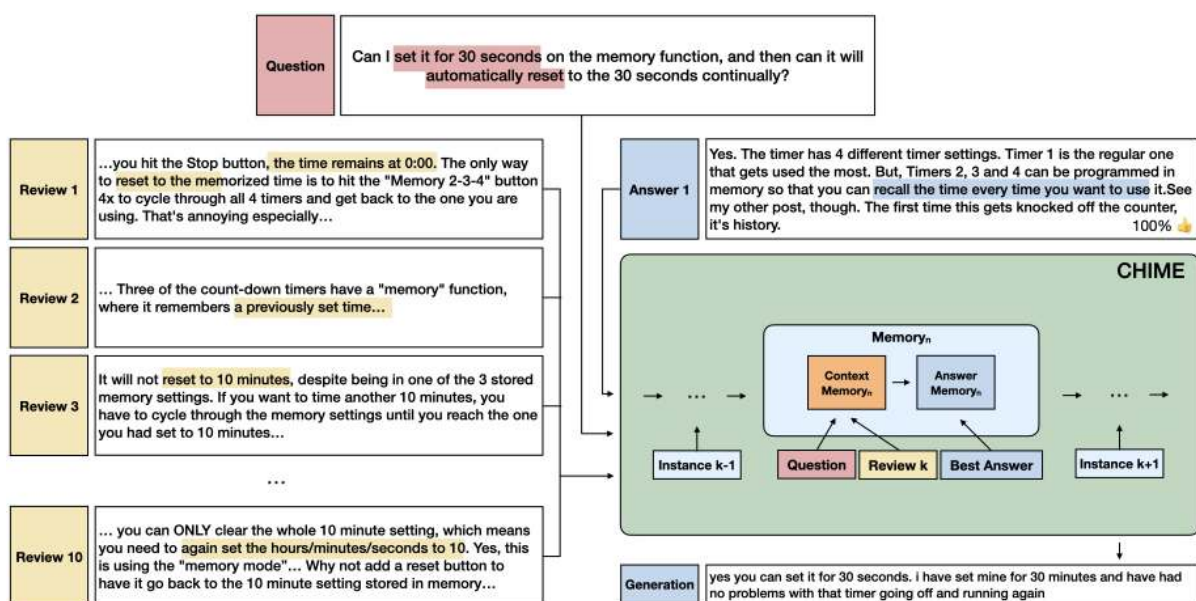 Question
Can I set it for 30 seconds on the memory function, and then can it will
automatically reset to the 30 seconds continually?
Review 1
…you hit the Stop button, the time remains at 0:00. The only way
to reset to the memorized time is to hit the "Memory 2-3-4" button
4x to cycle through all 4 timers and get back to the one you are
using. That's annoying especially…
Review 2
… Three of the count-down timers have a "memory" function,
where it remembers a previously set time…
Review 3
It will not reset to 10 minutes, despite being in one of the 3 stored
memory settings. If you want to time another 10 minutes, you
have to cycle through the memory settings until you reach the one
you had set to 10 minutes…
…
Review 10
… you can ONLY clear the whole 10 minute setting, which means
you need to again set the hours/minutes/seconds to 10. Yes, this
is using the "memory mode"… Why not add a reset button to
have it go back to the 10 minute setting stored in memory…
Answer 1
Yes. The timer has 4 different timer settings. Timer 1 is the regular one
that gets used the most. But, Timers 2, 3 and 4 can be programmed in
memory so that you can recall the time every time you want to use it.See
my other post, though. The first time this gets knocked off the counter,
it's history.
100% 👍
CHIME
Memoryₙ
Context
Memoryₙ
Answer
Memoryₙ
…
…
Instance k-1
Question
Review k
Best Answer
Instance k+1
Generation
yes you can set it for 30 seconds. i have set mine for 30 minutes and have had
no problems with that timer going off and running again